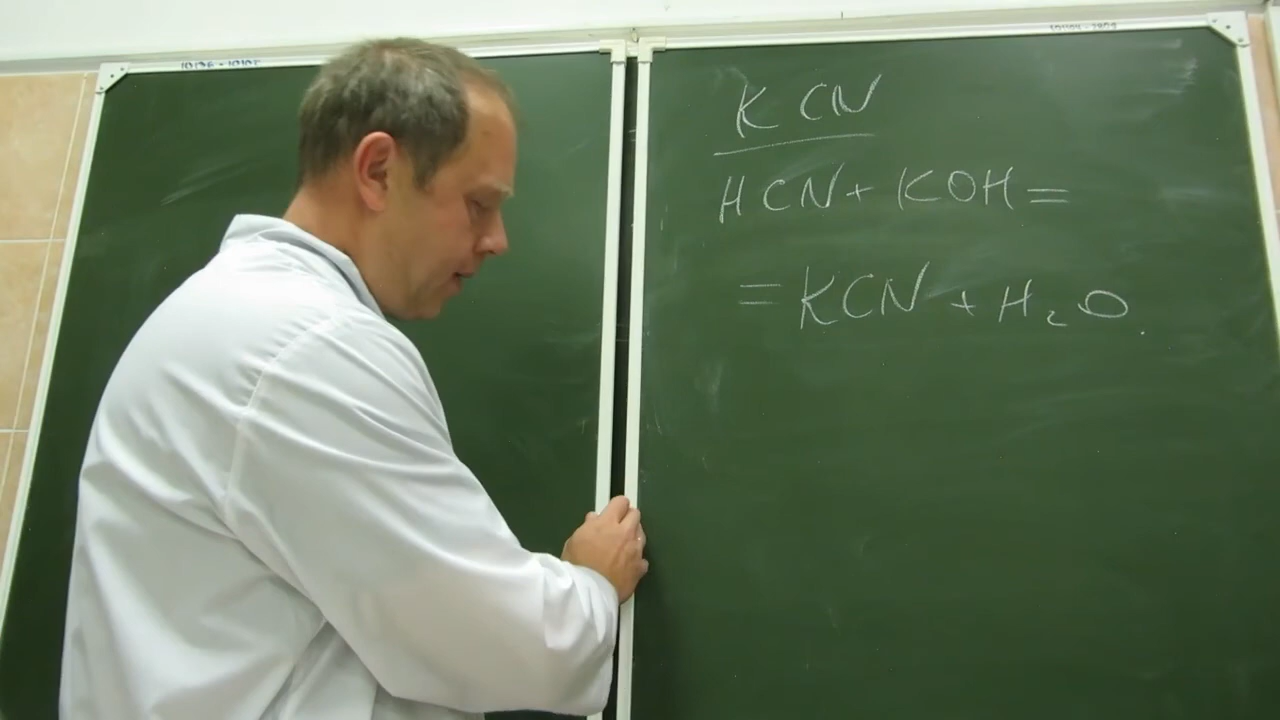 KCN
HCN + KOH =
= KCN + H₂O.